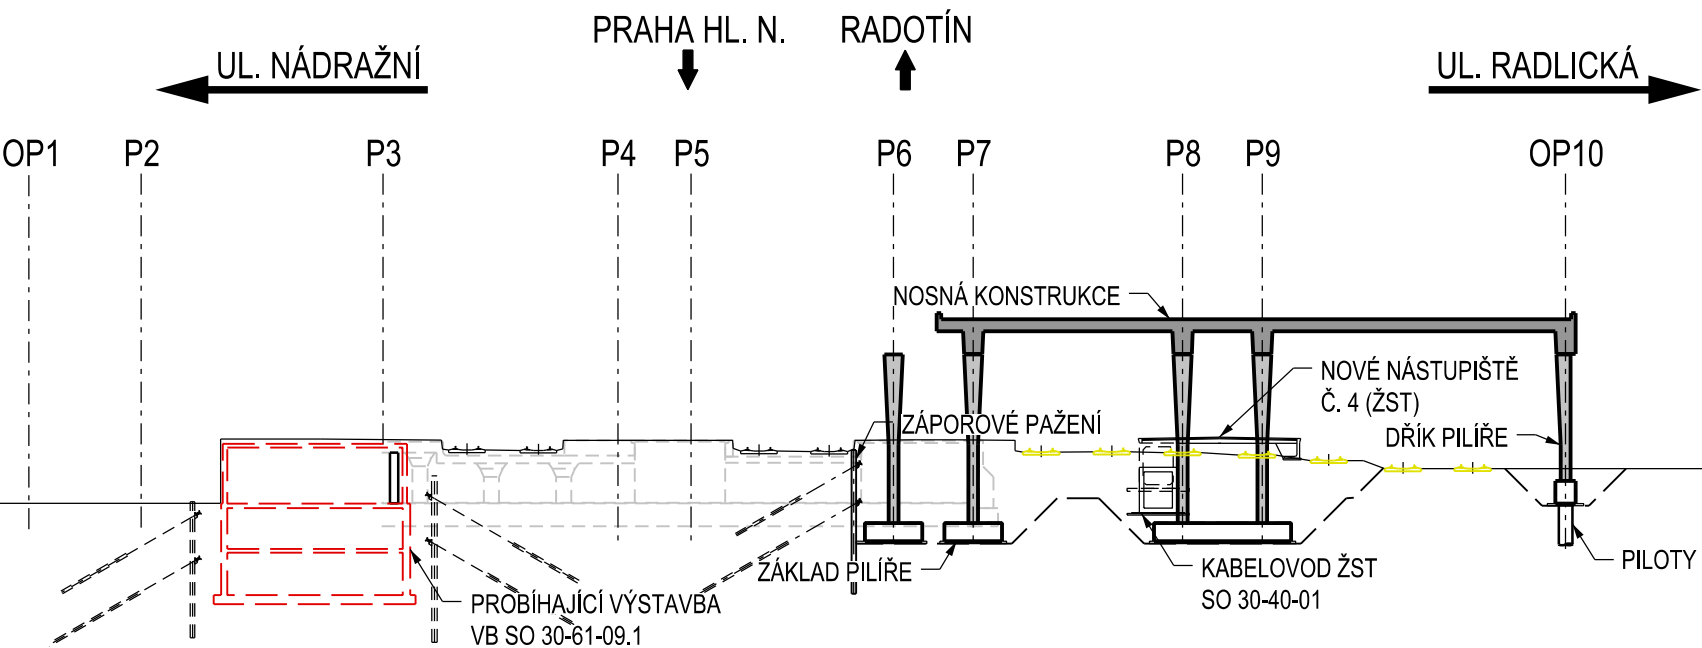 PRAHA HL. N.
RADOTÍN
UL. NÁDRAŽNÍ
UL. RADLICKÁ
OP1
P2
P3
P4
P5
P6
P7
P8
P9
OP10
NOSNÁ KONSTRUKCE
NOVÉ NÁSTUPIŠTĚ
Č. 4 (ŽST)
ZÁPOROVÉ PAŽENÍ
DŘÍK PILÍŘE
ZÁKLAD PILÍŘE
KABELOVOD ŽST
SO 30-40-01
PILOTY
PROBÍHAJÍCÍ VÝSTAVBA
VB SO 30-61-09.1